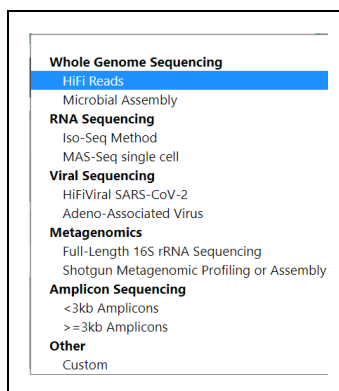 Whole Genome Sequencing
HiFi Reads
Microbial Assembly
RNA Sequencing
Iso-Seq Method
MAS-Seq single cell
Viral Sequencing
HiFiViral SARS-CoV-2
Adeno-Associated Virus
Metagenomics
Full-Length 16S rRNA Sequencing
Shotgun Metagenomic Profiling or Assembly
Amplicon Sequencing
<3kb Amplicons
>=3kb Amplicons
Other
Custom